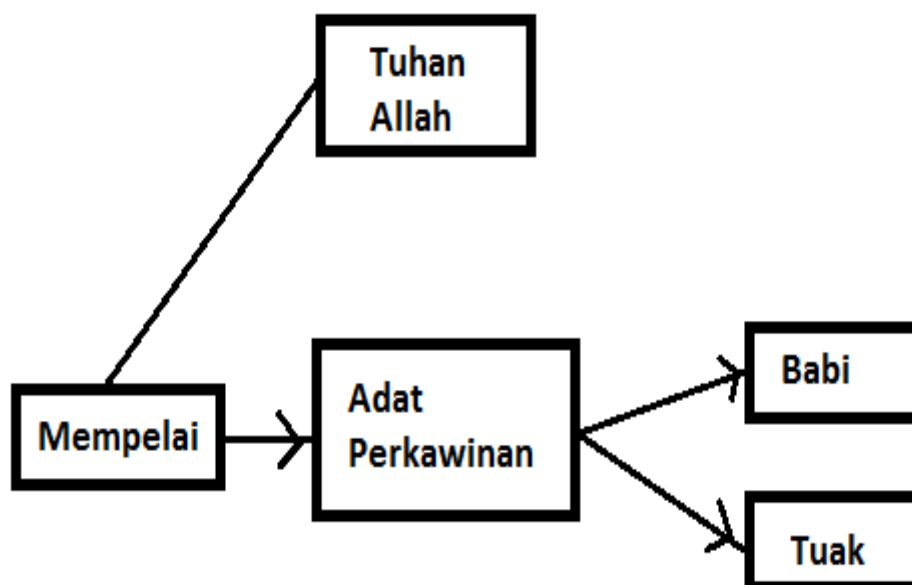 Tuhan
Allah
Mempelai
Adat
Perkawinan
Babi
Tuak